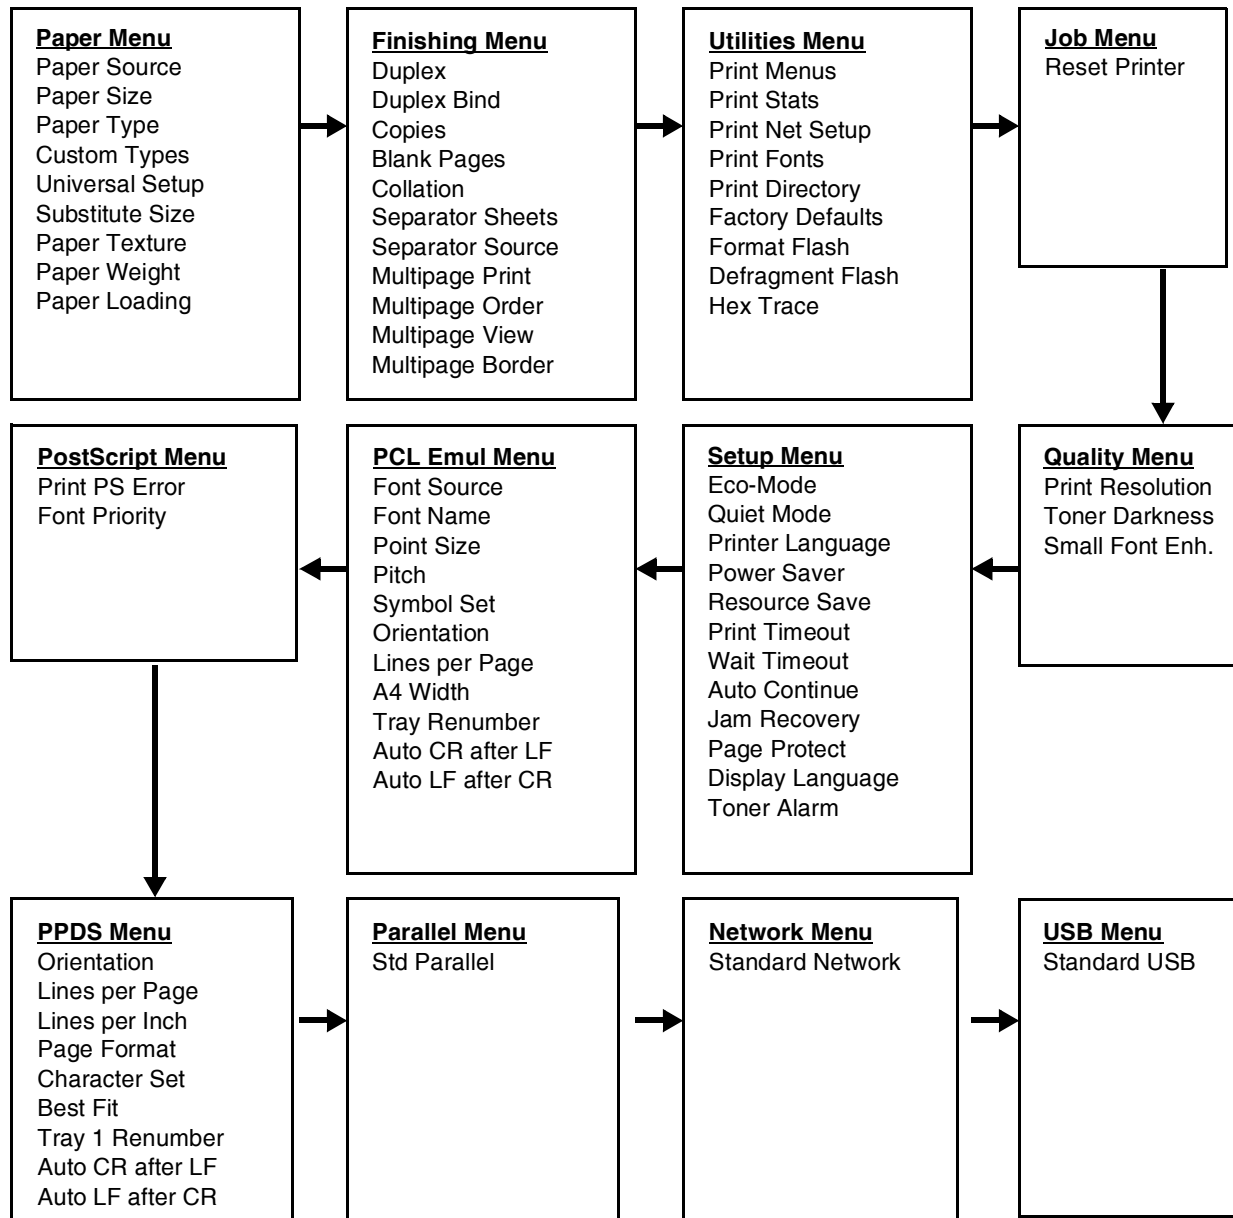 Paper Menu
Paper Source
Paper Size
Paper Type
Custom Types
Universal Setup
Substitute Size
Paper Texture
Paper Weight
Paper Loading
Finishing Menu
Duplex
Duplex Bind
Copies
Blank Pages
Collation
Separator Sheets
Separator Source
Multipage Print
Multipage Order
Multipage View
Multipage Border
Utilities Menu
Print Menus
Print Stats
Print Net Setup
Print Fonts
Print Directory
Factory Defaults
Format Flash
Defragment Flash
Hex Trace
Job Menu
Reset Printer
Quality Menu
Print Resolution
Toner Darkness
Small Font Enh.
Setup Menu
Eco-Mode
Quiet Mode
Printer Language
Power Saver
Resource Save
Print Timeout
Wait Timeout
Auto Continue
Jam Recovery
Page Protect
Display Language
Toner Alarm
PCL Emul Menu
Font Source
Font Name
Point Size
Pitch
Symbol Set
Orientation
Lines per Page
A4 Width
Tray Renumber
Auto CR after LF
Auto LF after CR
PostScript Menu
Print PS Error
Font Priority
PPDS Menu
Orientation
Lines per Page
Lines per Inch
Page Format
Character Set
Best Fit
Tray 1 Renumber
Auto CR after LF
Auto LF after CR
Parallel Menu
Std Parallel
Network Menu
Standard Network
USB Menu
Standard USB